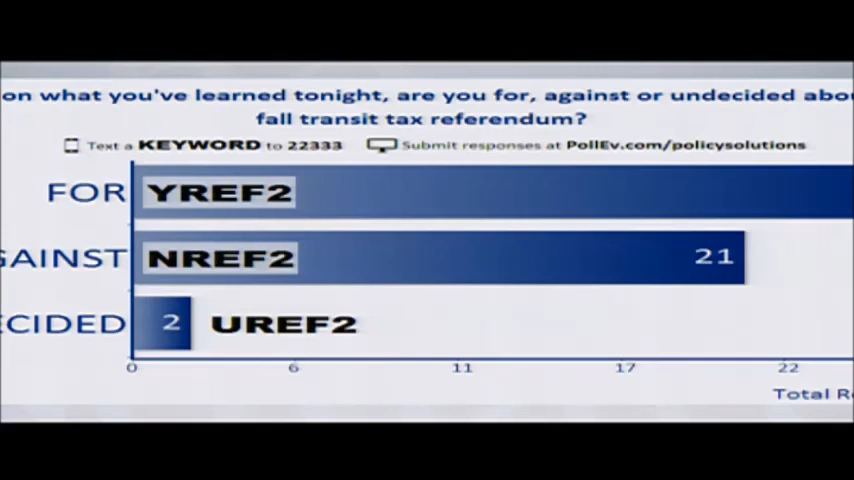 on what you've learned tonight, are you for, against or undecided abo
fall transit tax referendum?
Text a KEYWORD to 22333 Submit responses at PollEv.com/policysolutions
FOR YREF2
GAINST NREF2 21
ECIDED 2 UREF2
0 6 11 17 22
Total R